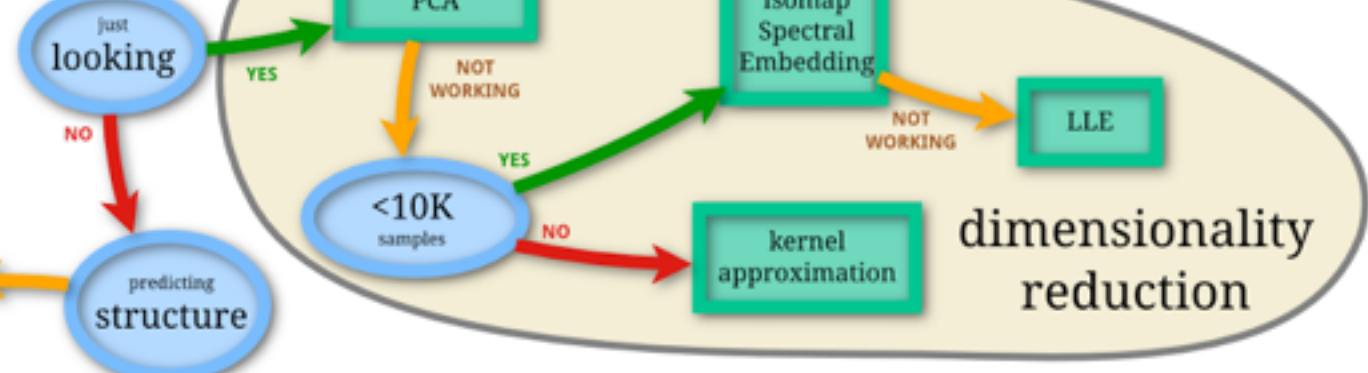 just
looking
YES
NO
PCA
NOT
WORKING
<10K
samples
YES
NO
Isomap
Spectral
Embedding
NOT
WORKING
LLE
kernel
approximation
dimensionality
reduction
predicting
structure